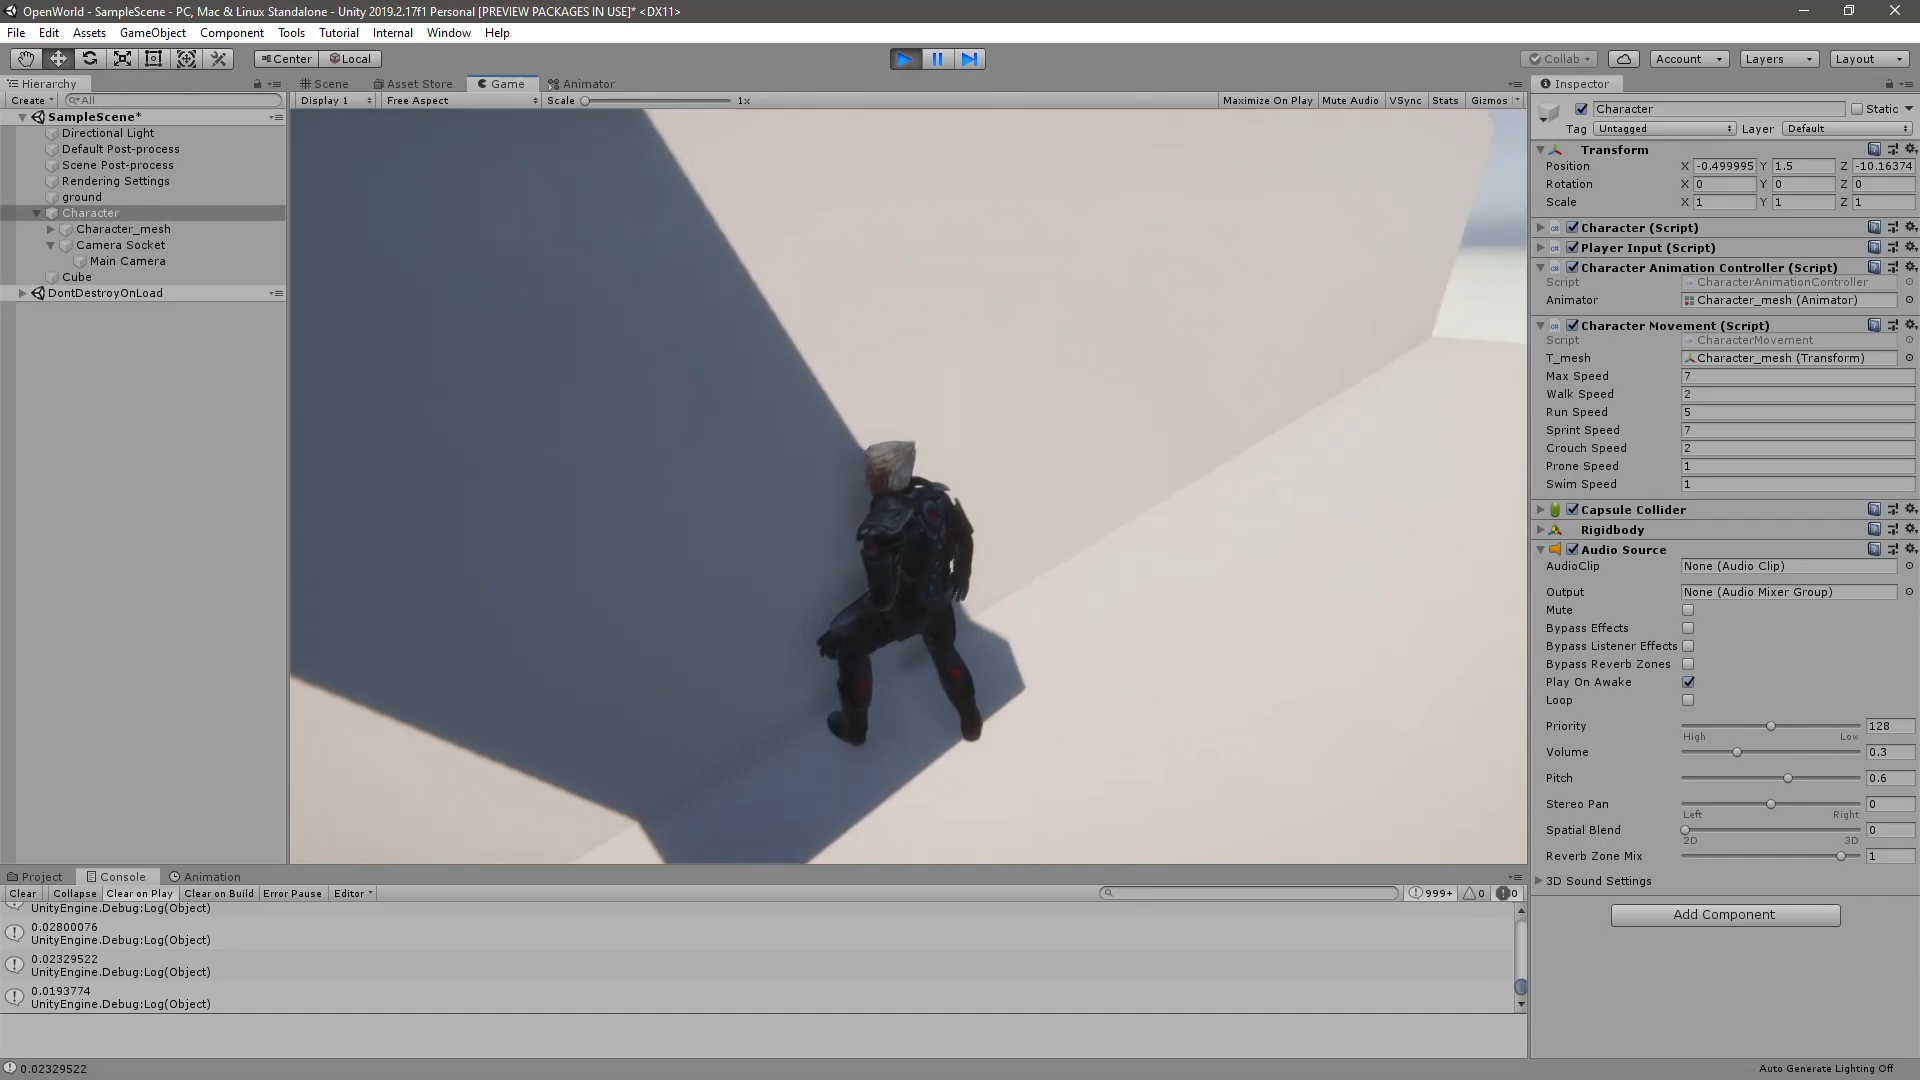 OpenWorld - SampleScene - PC, Mac & Linux Standalone - Unity 2019.2.17f1 Personal [PREVIEW PACKAGES IN USE]* <DX11>
File Edit Assets GameObject Component Tools Tutorial Internal Window Help
Center Local Collab Account Layers Layout
Hierarchy
Create All
SampleScene*
Directional Light
Default Post-process
Scene Post-process
Rendering Settings
ground
Character
Character_mesh
Camera Socket
Main Camera
Cube
DontDestroyOnLoad
Scene Asset Store Game Animator
Display 1 Free Aspect Scale 1x Maximize On Play Mute Audio VSync Stats Gizmos
Inspector
Character Static
Tag Untagged Layer Default
Transform
Position X -0.499995 Y 1.5 Z -10.16374
Rotation X 0 Y 0 Z 0
Scale X 1 Y 1 Z 1
Character (Script)
Player Input (Script)
Character Animation Controller (Script)
Script CharacterAnimationController
Animator Character_mesh (Animator)
Character Movement (Script)
Script CharacterMovement
T_mesh Character_mesh (Transform)
Max Speed 7
Walk Speed 2
Run Speed 5
Sprint Speed 7
Crouch Speed 2
Prone Speed 1
Swim Speed 1
Capsule Collider
Rigidbody
Audio Source
AudioClip None (Audio Clip)
Output None (Audio Mixer Group)
Mute
Bypass Effects
Bypass Listener Effects
Bypass Reverb Zones
Play On Awake
Loop
Priority 128
High Low
Volume 0.3
Pitch 0.6
Stereo Pan 0
Left Right
Spatial Blend 0
2D 3D
Reverb Zone Mix 1
3D Sound Settings
Add Component
Project Console Animation
Clear Collapse Clear on Play Clear on Build Error Pause Editor 999+ 0 0
UnityEngine.Debug:Log(Object)
0.02800076
UnityEngine.Debug:Log(Object)
0.02329522
UnityEngine.Debug:Log(Object)
0.0193774
UnityEngine.Debug:Log(Object)
0.02329522
Auto Generate Lighting Off